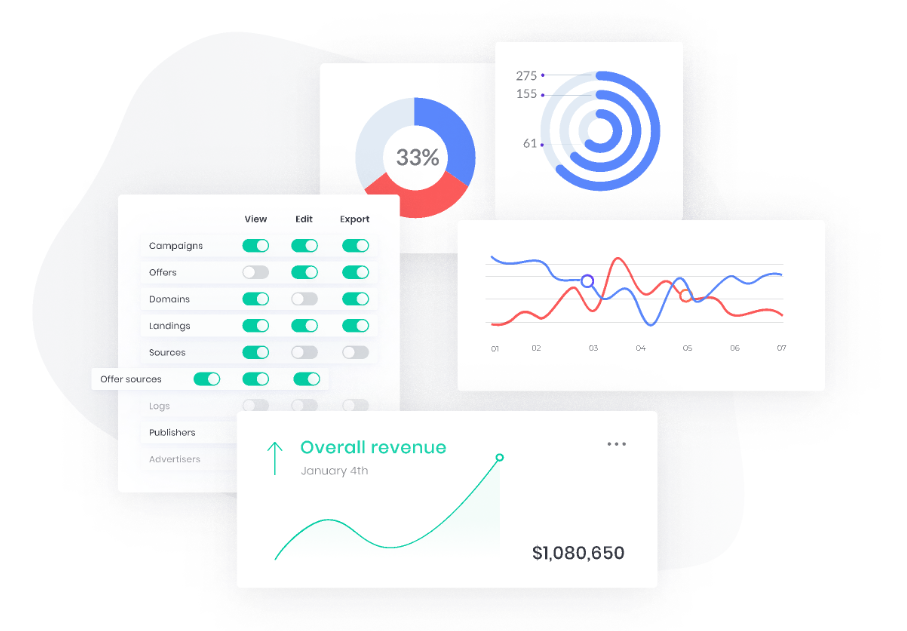 275
155
61
33%
View Edit Export
Campaigns
Offers
Domains
Landings
Sources
Offer sources
Logs
Publishers
Advertisers
01 02 03 04 05 06 07
Overall revenue
January 4th
$1,080,650